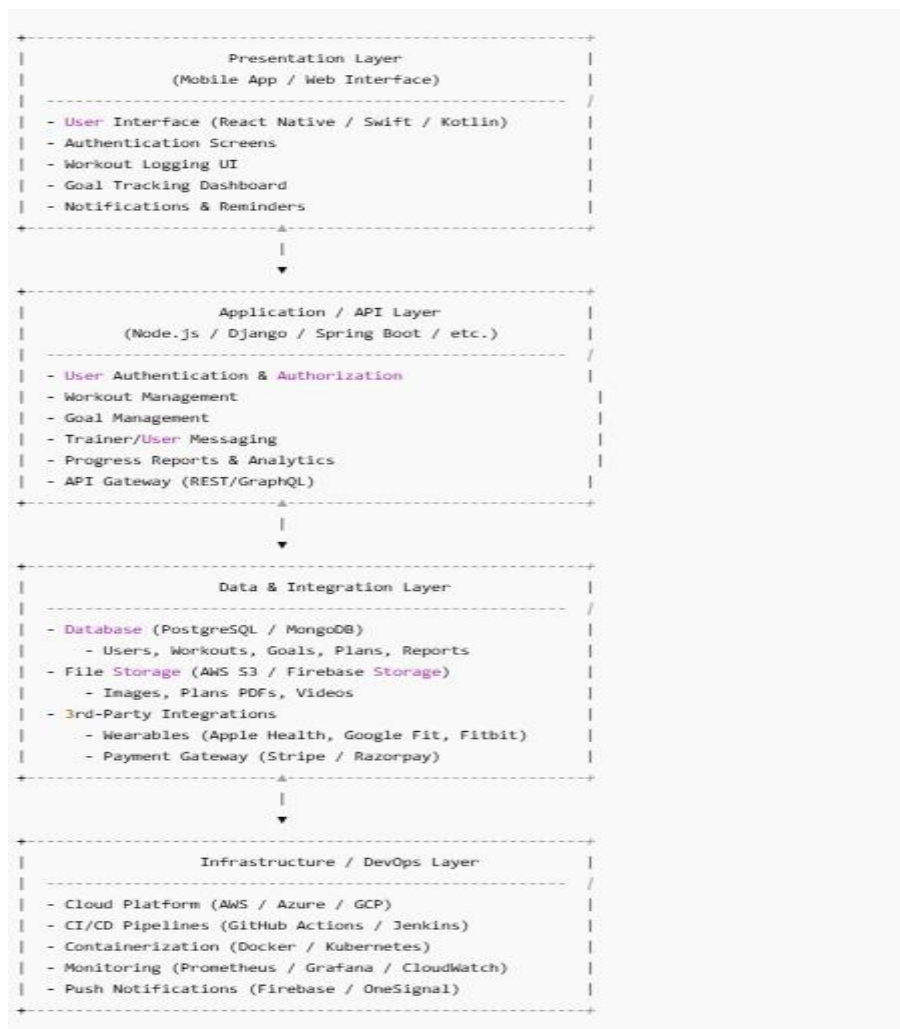 Presentation Layer
(Mobile App / Web Interface)
- User Interface (React Native / Swift / Kotlin)
- Authentication Screens
- Workout Logging UI
- Goal Tracking Dashboard
- Notifications & Reminders
Application / API Layer
(Node.js / Django / Spring Boot / etc.)
- User Authentication & Authorization
- Workout Management
- Goal Management
- Trainer/User Messaging
- Progress Reports & Analytics
- API Gateway (REST/GraphQL)
Data & Integration Layer
- Database (PostgreSQL / MongoDB)
- Users, Workouts, Goals, Plans, Reports
- File Storage (AWS S3 / Firebase Storage)
- Images, Plans PDFs, Videos
- 3rd-Party Integrations
- Wearables (Apple Health, Google Fit, Fitbit)
- Payment Gateway (Stripe / Razorpay)
Infrastructure / DevOps Layer
- Cloud Platform (AWS / Azure / GCP)
- CI/CD Pipelines (GitHub Actions / Jenkins)
- Containerization (Docker / Kubernetes)
- Monitoring (Prometheus / Grafana / CloudWatch)
- Push Notifications (Firebase / OneSignal)